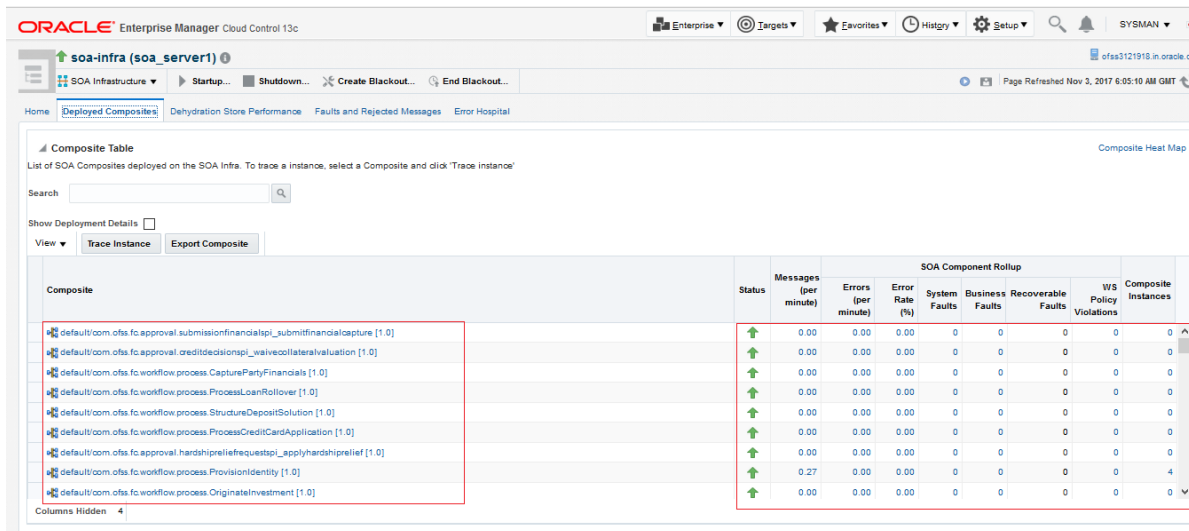 ORACLE Enterprise Manager Cloud Control 13c
Enterprise Targets Favorites History Setup SYSMAN
soa-infra (soa_server1)
ofss3121918.in.oracle.c
SOA Infrastructure Startup... Shutdown... Create Blackout... End Blackout...
Page Refreshed Nov 3, 2017 6:05:10 AM GMT
Home Deployed Composites Dehydration Store Performance Faults and Rejected Messages Error Hospital
Composite Table
Composite Heat Map
List of SOA Composites deployed on the SOA Infra. To trace a instance, select a Composite and click 'Trace instance'
Search
Show Deployment Details
View Trace Instance Export Composite
SOA Component Rollup
Composite Status Messages (per minute) Errors (per minute) Error Rate (%) System Faults Business Faults Recoverable Faults WS Policy Violations Composite Instances
default/com.ofss.fc.approval.submissionfinancialspi_submitfinancialcapture [1.0] 0.00 0.00 0.00 0 0 0 0 0
default/com.ofss.fc.approval.creditdecisionspi_waivecollateralvaluation [1.0] 0.00 0.00 0.00 0 0 0 0 0
default/com.ofss.fc.workflow.process.CapturePartyFinancials [1.0] 0.00 0.00 0.00 0 0 0 0 0
default/com.ofss.fc.workflow.process.ProcessLoanRollover [1.0] 0.00 0.00 0.00 0 0 0 0 0
default/com.ofss.fc.workflow.process.StructureDepositSolution [1.0] 0.00 0.00 0.00 0 0 0 0 0
default/com.ofss.fc.workflow.process.ProcessCreditCardApplication [1.0] 0.00 0.00 0.00 0 0 0 0 0
default/com.ofss.fc.approval.hardshipreliefrequestspi_applyhardshiprelief [1.0] 0.00 0.00 0.00 0 0 0 0 0
default/com.ofss.fc.workflow.process.ProvisionIdentity [1.0] 0.27 0.00 0.00 0 0 0 0 4
default/com.ofss.fc.workflow.process.OriginateInvestment [1.0] 0.00 0.00 0.00 0 0 0 0 0
Columns Hidden 4